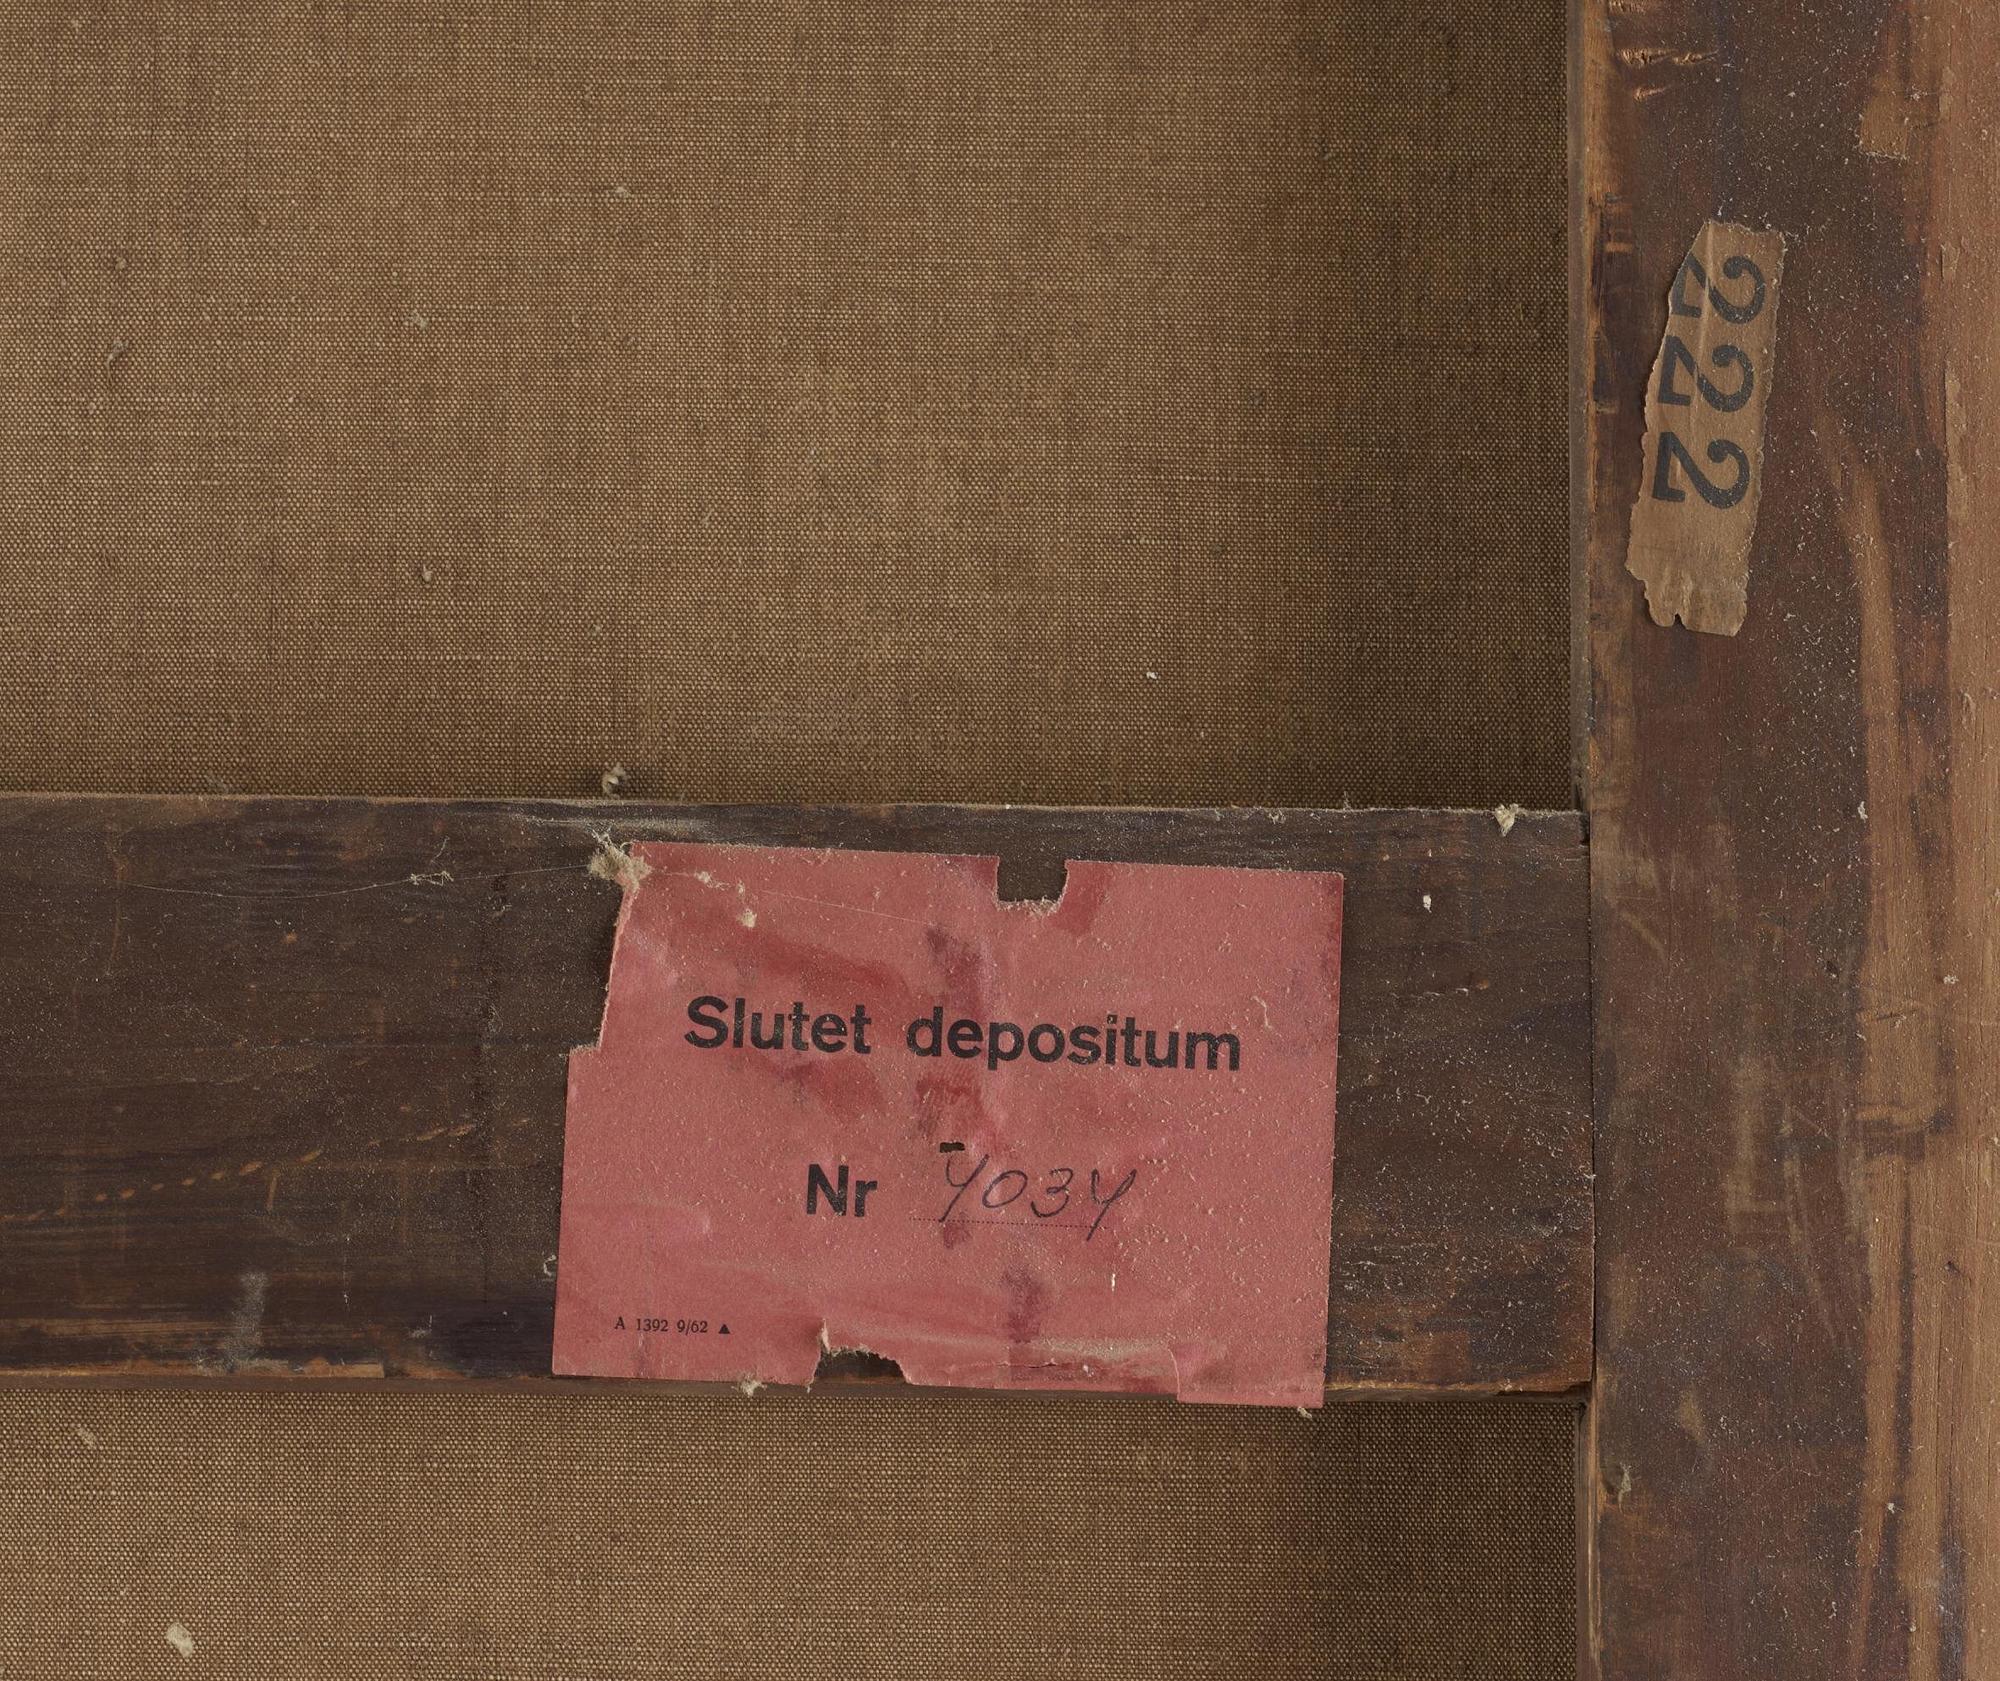 222
Slutet depositum
Nr 4034
A 1392 9/62 ▲